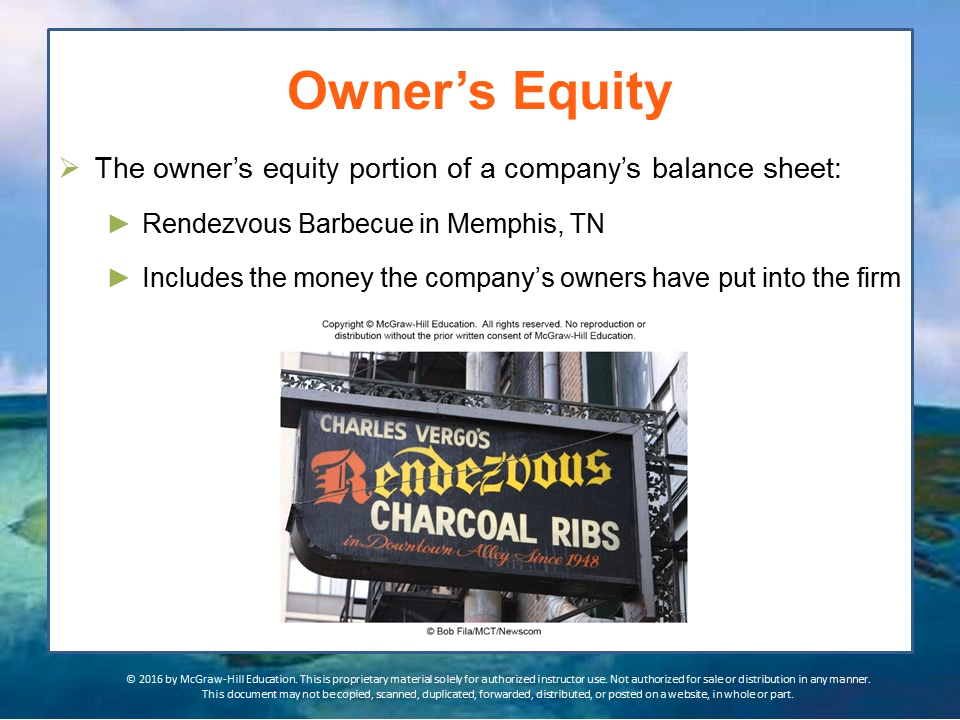 Owner’s Equity
The owner’s equity portion of a company’s balance sheet:
Rendezvous Barbecue in Memphis, TN
Includes the money the company’s owners have put into the firm
Copyright © McGraw-Hill Education. All rights reserved. No reproduction or
distribution without the prior written consent of McGraw-Hill Education.
CHARLES VERGO'S
Rendezvous
CHARCOAL RIBS
in Downtown Alley Since 1948
© Bob Fila/MCT/Newscom
© 2016 by McGraw-Hill Education. This is proprietary material solely for authorized instructor use. Not authorized for sale or distribution in any manner.
This document may not be copied, scanned, duplicated, forwarded, distributed, or posted on a website, in whole or part.